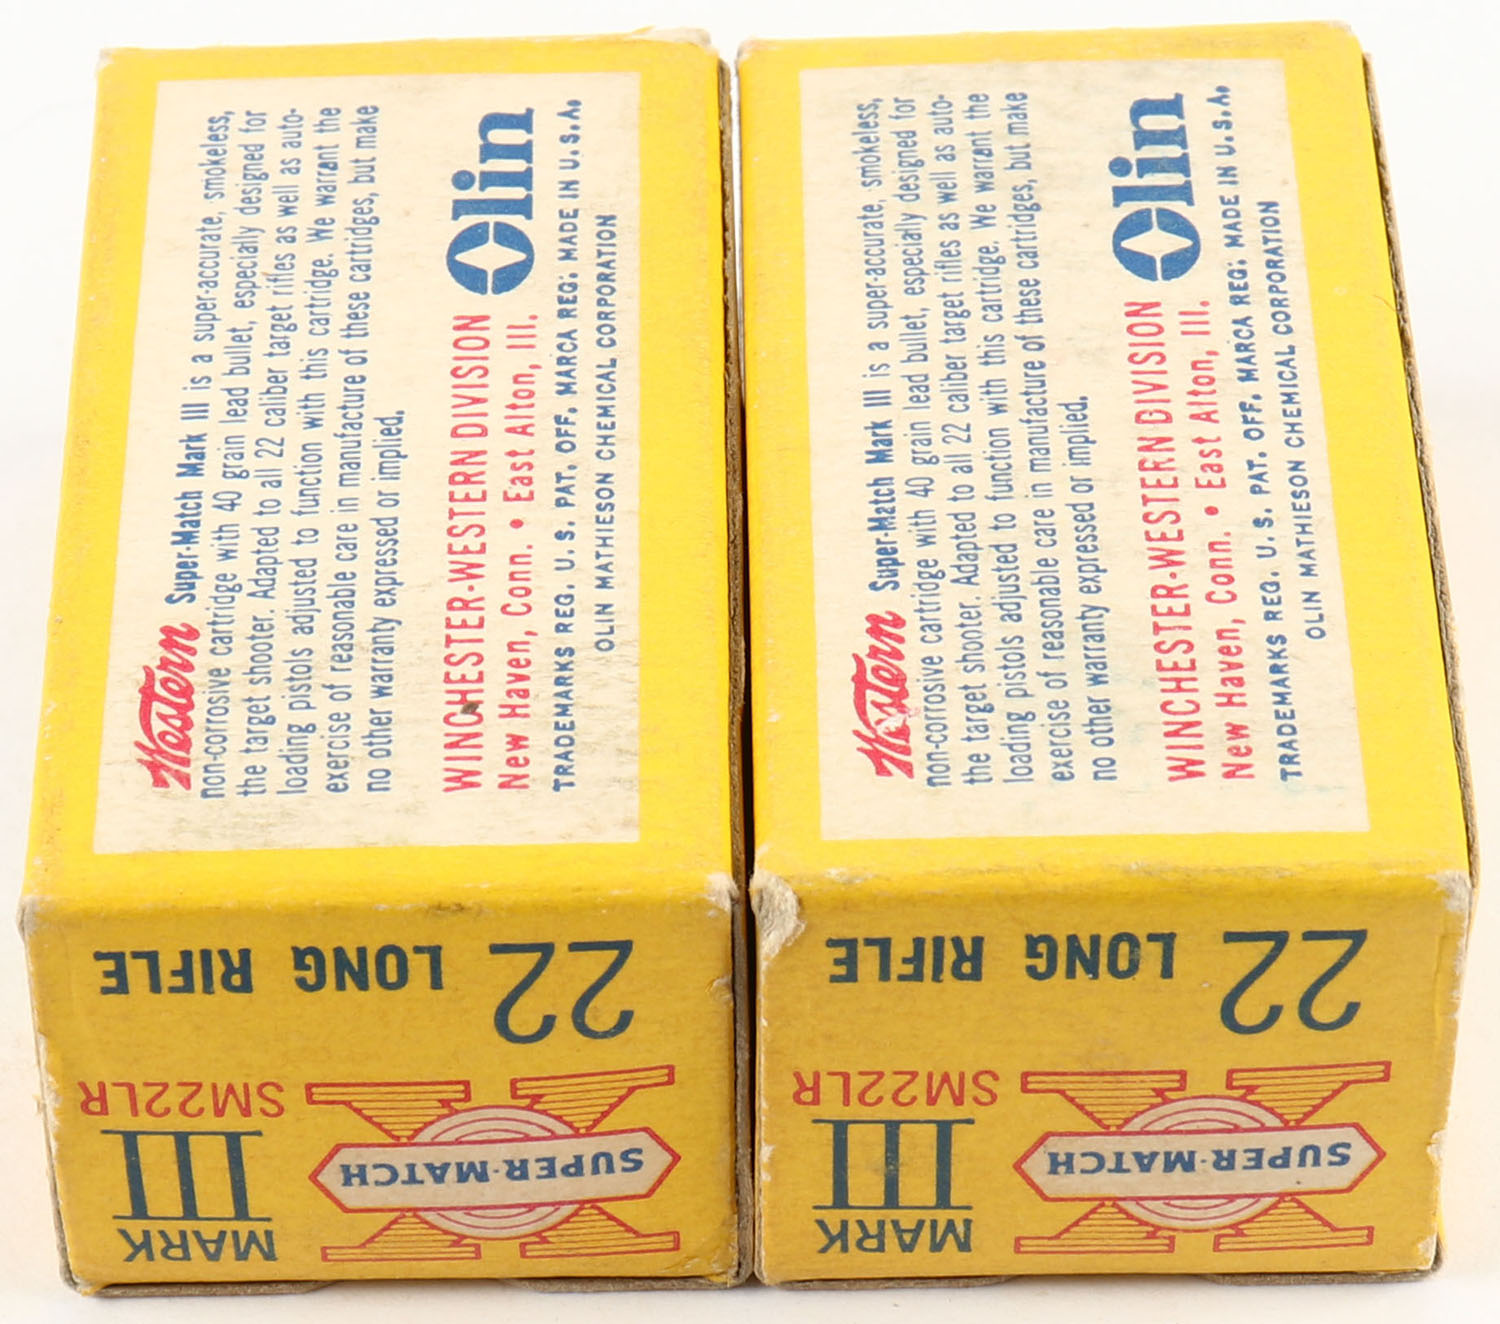 Western Super-Match Mark III is a super-accurate, smokeless,
non-corrosive cartridge with 40 grain lead bullet, especially designed for
the target shooter. Adapted to all 22 caliber target rifles as well as auto-
loading pistols adjusted to function with this cartridge. We warrant the
exercise of reasonable care in manufacture of these cartridges, but make
no other warranty expressed or implied.
WINCHESTER-WESTERN DIVISION
New Haven, Conn. • East Alton, Ill.
Olin
TRADEMARKS REG. U. S. PAT. OFF. MARCA REG: MADE IN U.S.A.
OLIN MATHIESON CHEMICAL CORPORATION
MARK
III
SUPER-MATCH
SM22LR
22 LONG RIFLE
Western Super-Match Mark III is a super-accurate, smokeless,
non-corrosive cartridge with 40 grain lead bullet, especially designed for
the target shooter. Adapted to all 22 caliber target rifles as well as auto-
loading pistols adjusted to function with this cartridge. We warrant the
exercise of reasonable care in manufacture of these cartridges, but make
no other warranty expressed or implied.
WINCHESTER-WESTERN DIVISION
New Haven, Conn. • East Alton, Ill.
Olin
TRADEMARKS REG. U. S. PAT. OFF. MARCA REG: MADE IN U.S.A.
OLIN MATHIESON CHEMICAL CORPORATION
MARK
III
SUPER-MATCH
SM22LR
22 LONG RIFLE